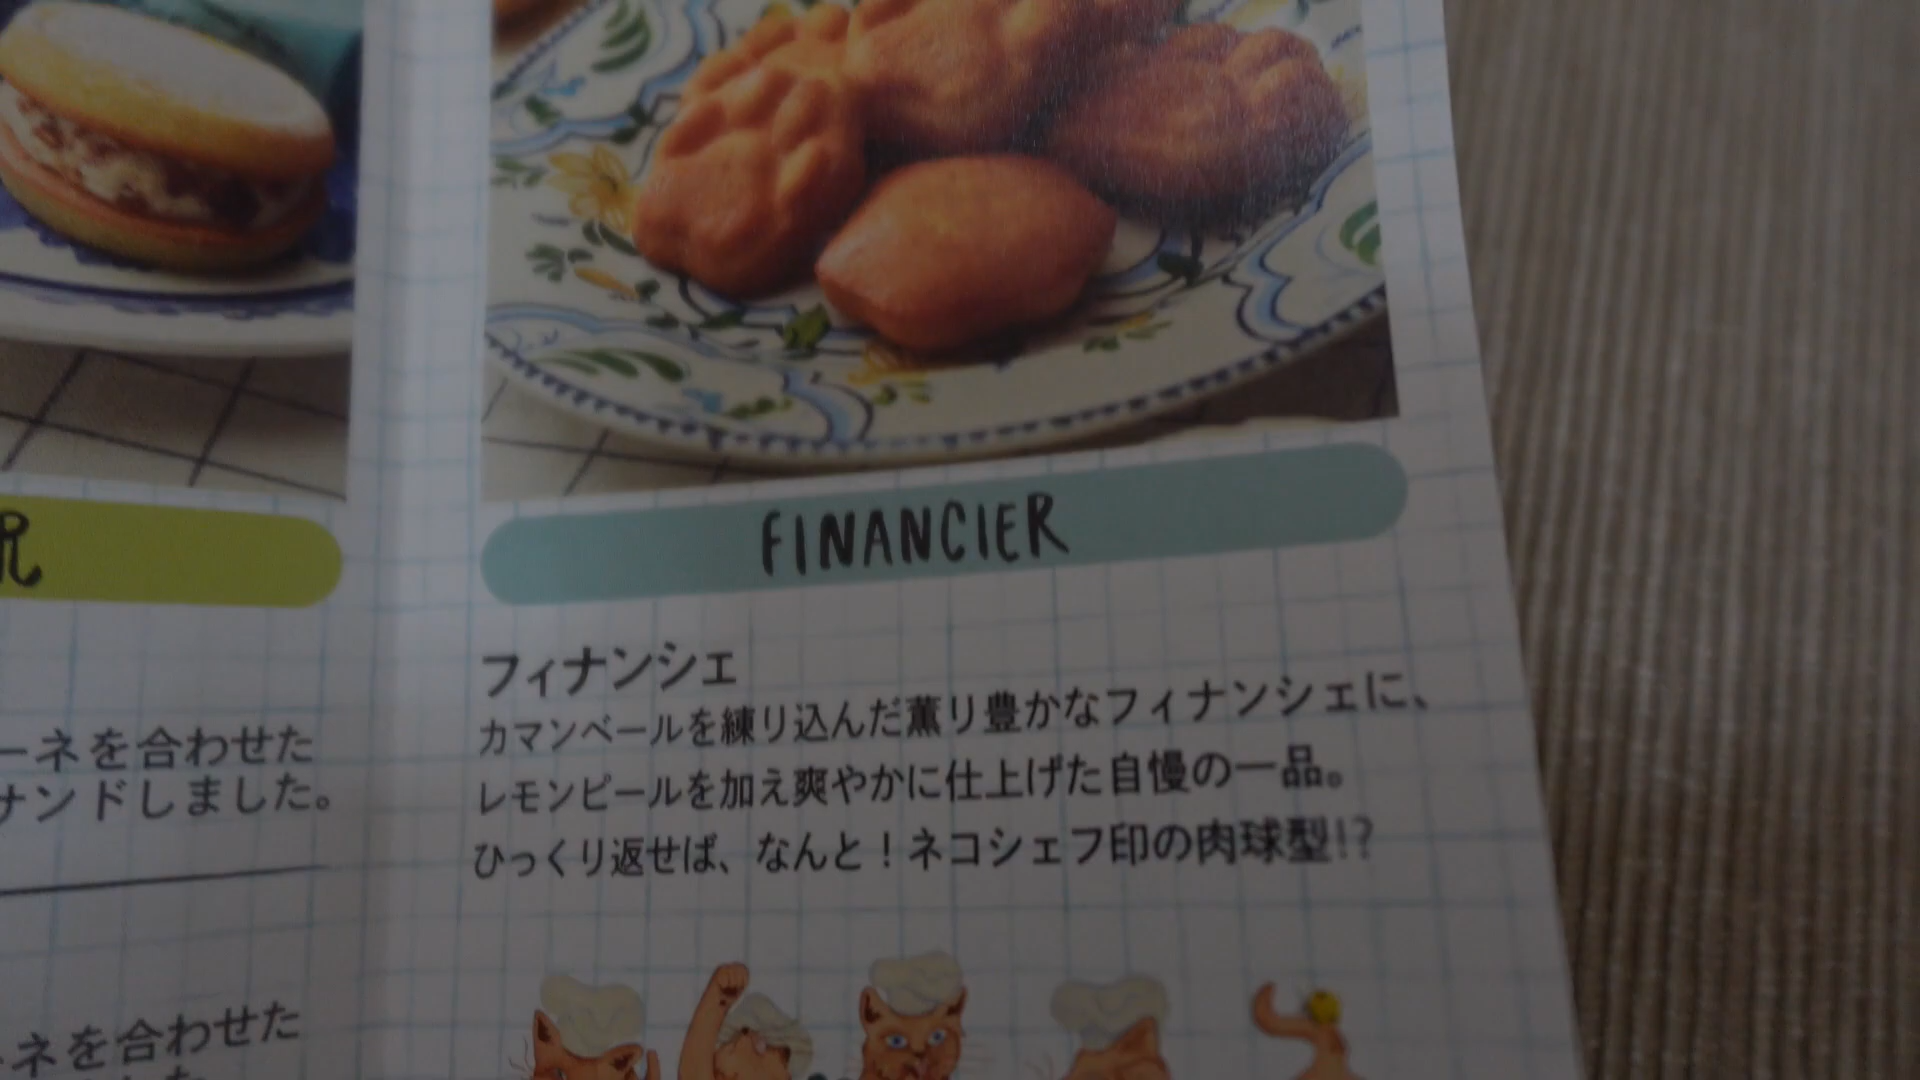 R
ーネを合わせた
サンドしました。
ネを合わせた
FINANCIER
フィナンシェ
カマンベールを練り込んだ薫り豊かなフィナンシェに、
レモンピールを加え爽やかに仕上げた自慢の一品。
ひっくり返せば、なんと！ネコシェフ印の肉球型!?